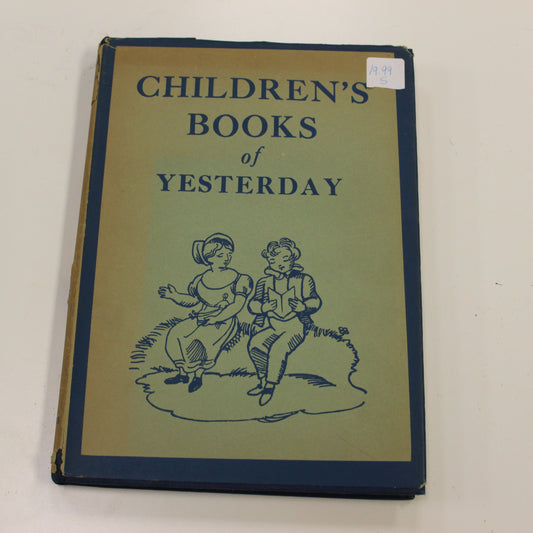 CHILDREN'S
BOOKS
of
YESTERDAY
19.99
S